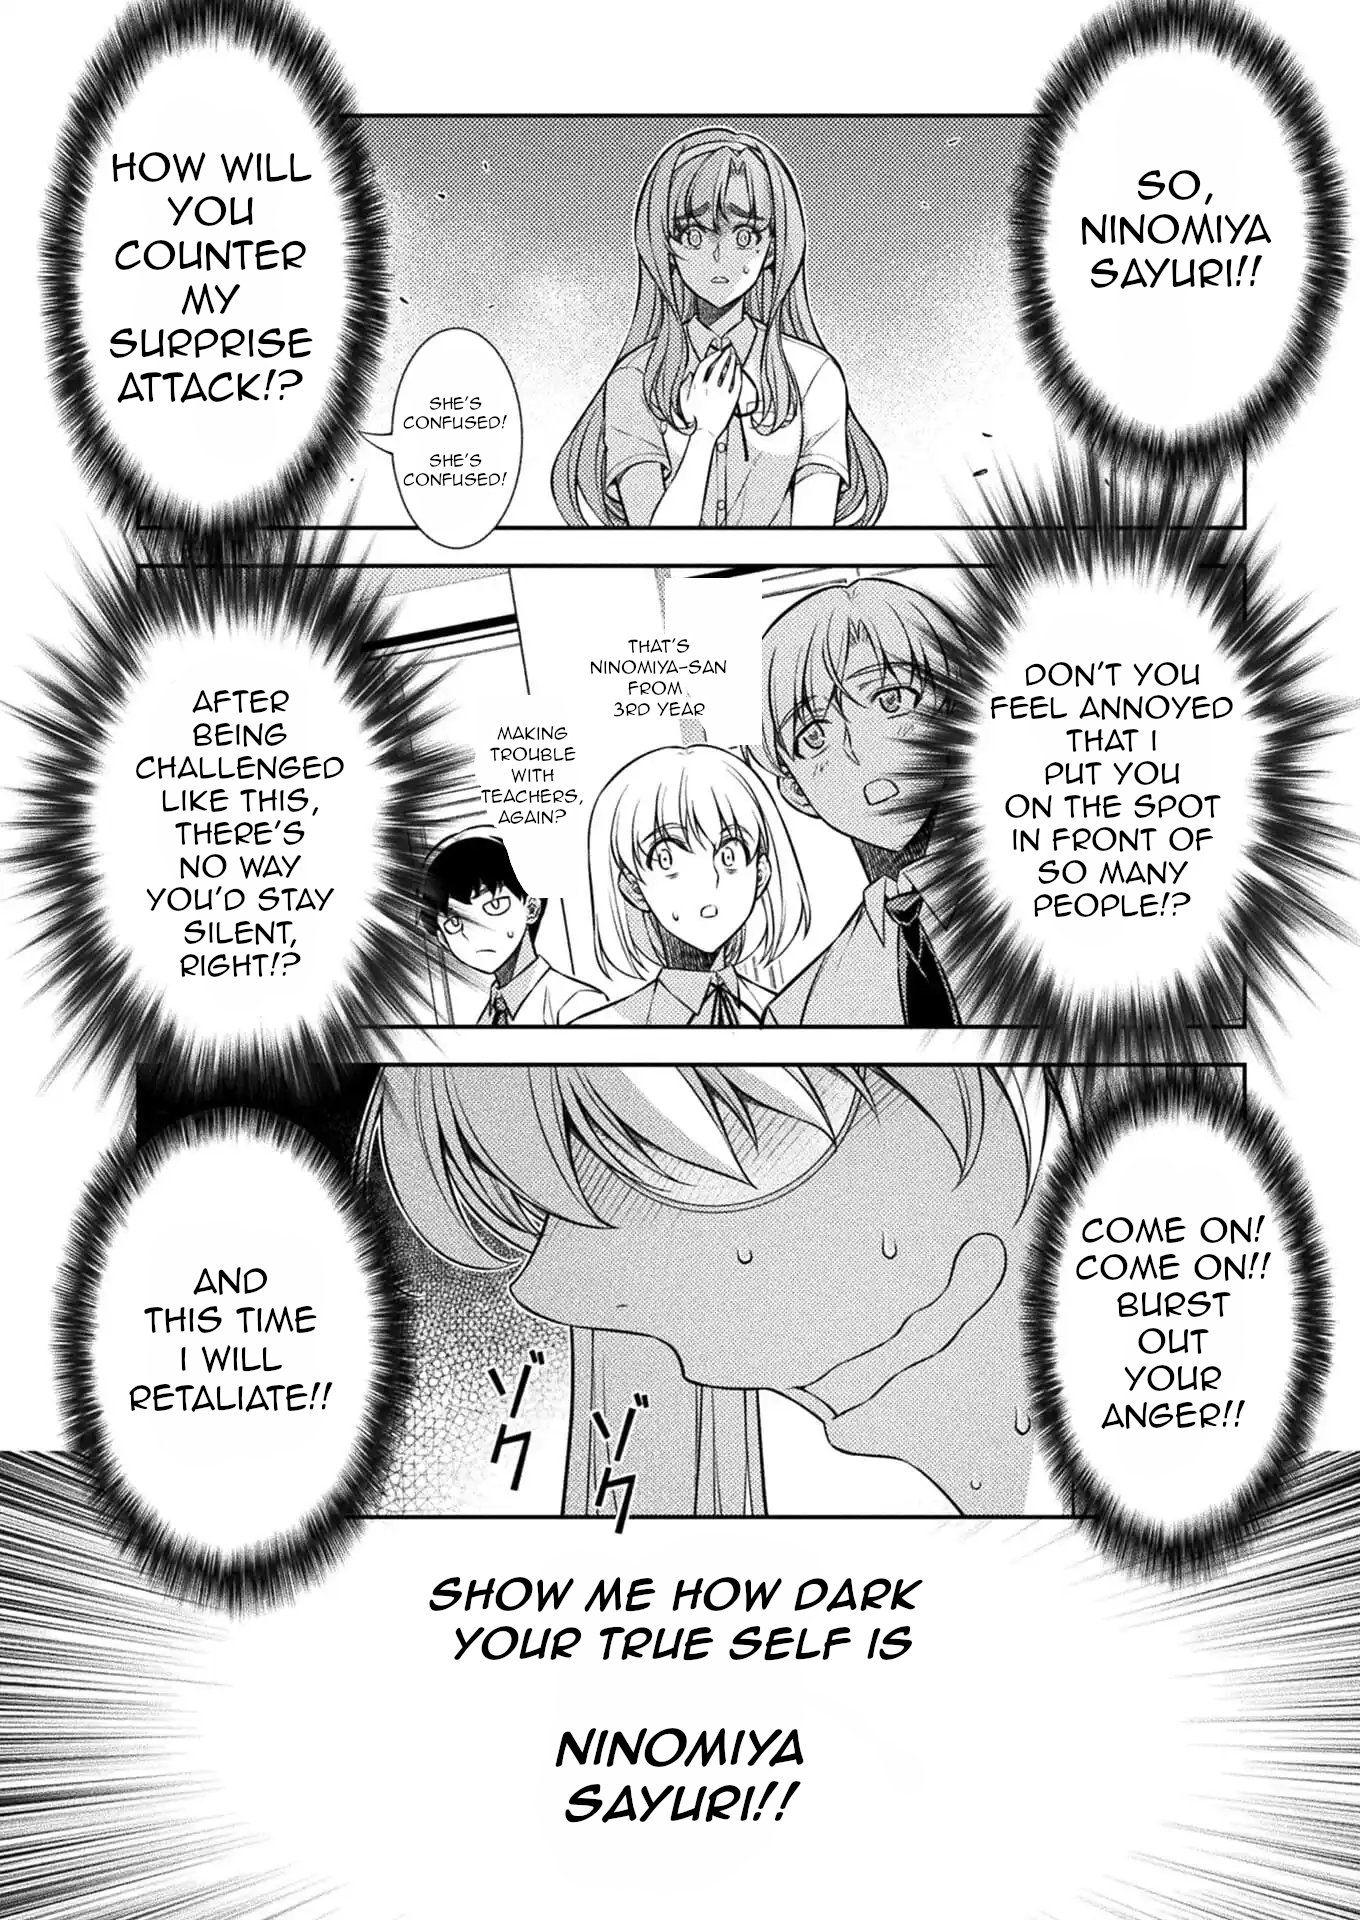 SO,
NINOMIYA
SAYURI!!
HOW WILL
YOU
COUNTER
MY
SURPRISE
ATTACK!?
SHE'S
CONFUSED!
SHE'S
CONFUSED!
DON'T YOU
FEEL ANNOYED
THAT I
PUT YOU
ON THE SPOT
IN FRONT OF
SO MANY
PEOPLE!?
THAT'S
NINOMIYA-SAN
FROM
3RD YEAR
MAKING
TROUBLE
WITH
TEACHERS,
AGAIN?
AFTER
BEING
CHALLENGED
LIKE THIS,
THERE'S
NO WAY
YOU'D STAY
SILENT,
RIGHT!?
COME ON!
COME ON!!
BURST
OUT
YOUR
ANGER!!
ゾク
ゾク
AND
THIS TIME
I WILL
RETALIATE!!
SHOW ME HOW DARK
YOUR TRUE SELF IS
NINOMIYA
SAYURI!!